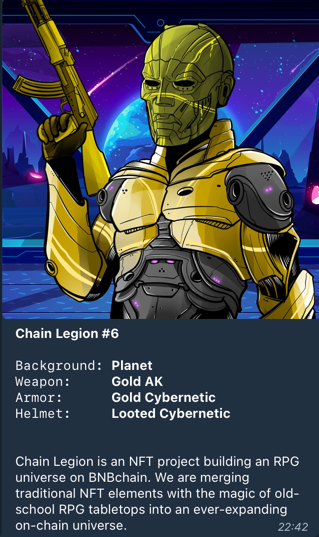 Chain Legion #6
Background: Planet
Weapon: Gold AK
Armor: Gold Cybernetic
Helmet: Looted Cybernetic
Chain Legion is an NFT project building an RPG
universe on BNBchain. We are merging
traditional NFT elements with the magic of old-
school RPG tabletops into an ever-expanding
on-chain universe.
22:42